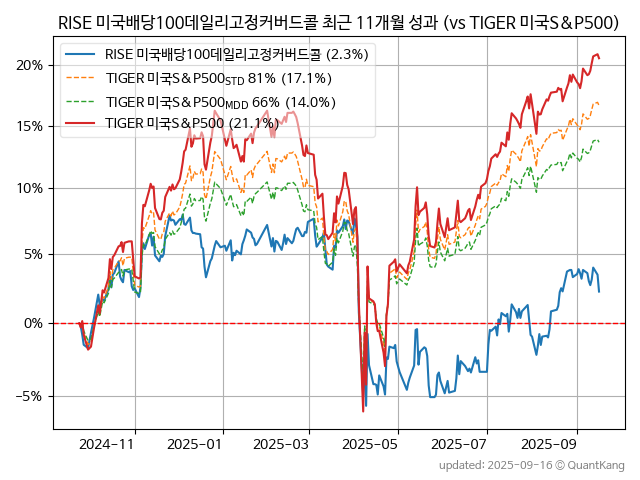 RISE 미국배당100데일리고정커버드콜 최근 11개월 성과 (vs TIGER 미국S&P500)
RISE 미국배당100데일리고정커버드콜 (2.3%)
TIGER 미국S&P500STD 81% (17.1%)
TIGER 미국S&P500MDD 66% (14.0%)
TIGER 미국S&P500 (21.1%)
20%
15%
10%
5%
0%
−5%
2024-11
2025-01
2025-03
2025-05
2025-07
2025-09
updated: 2025-09-16 © QuantKang